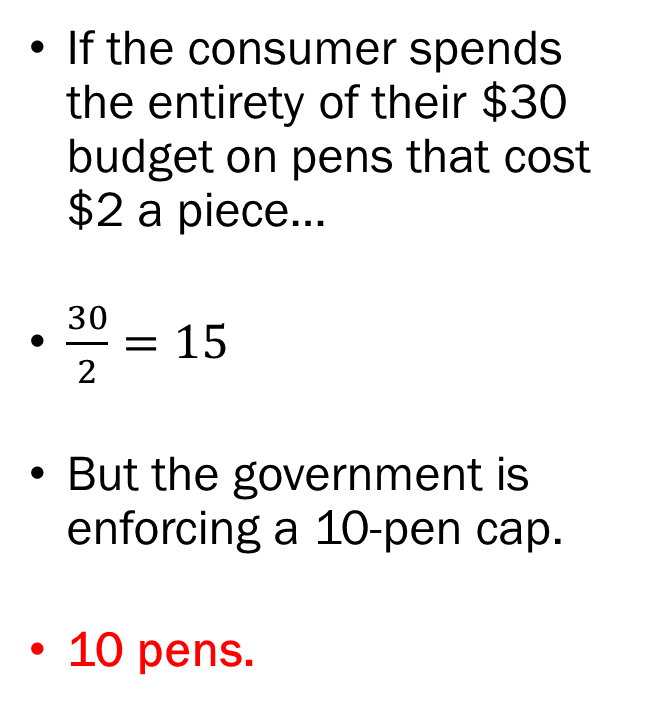 • If the consumer spends
the entirety of their $30
budget on pens that cost
$2 a piece...
• 30/2 = 15
• But the government is
enforcing a 10-pen cap.
• 10 pens.